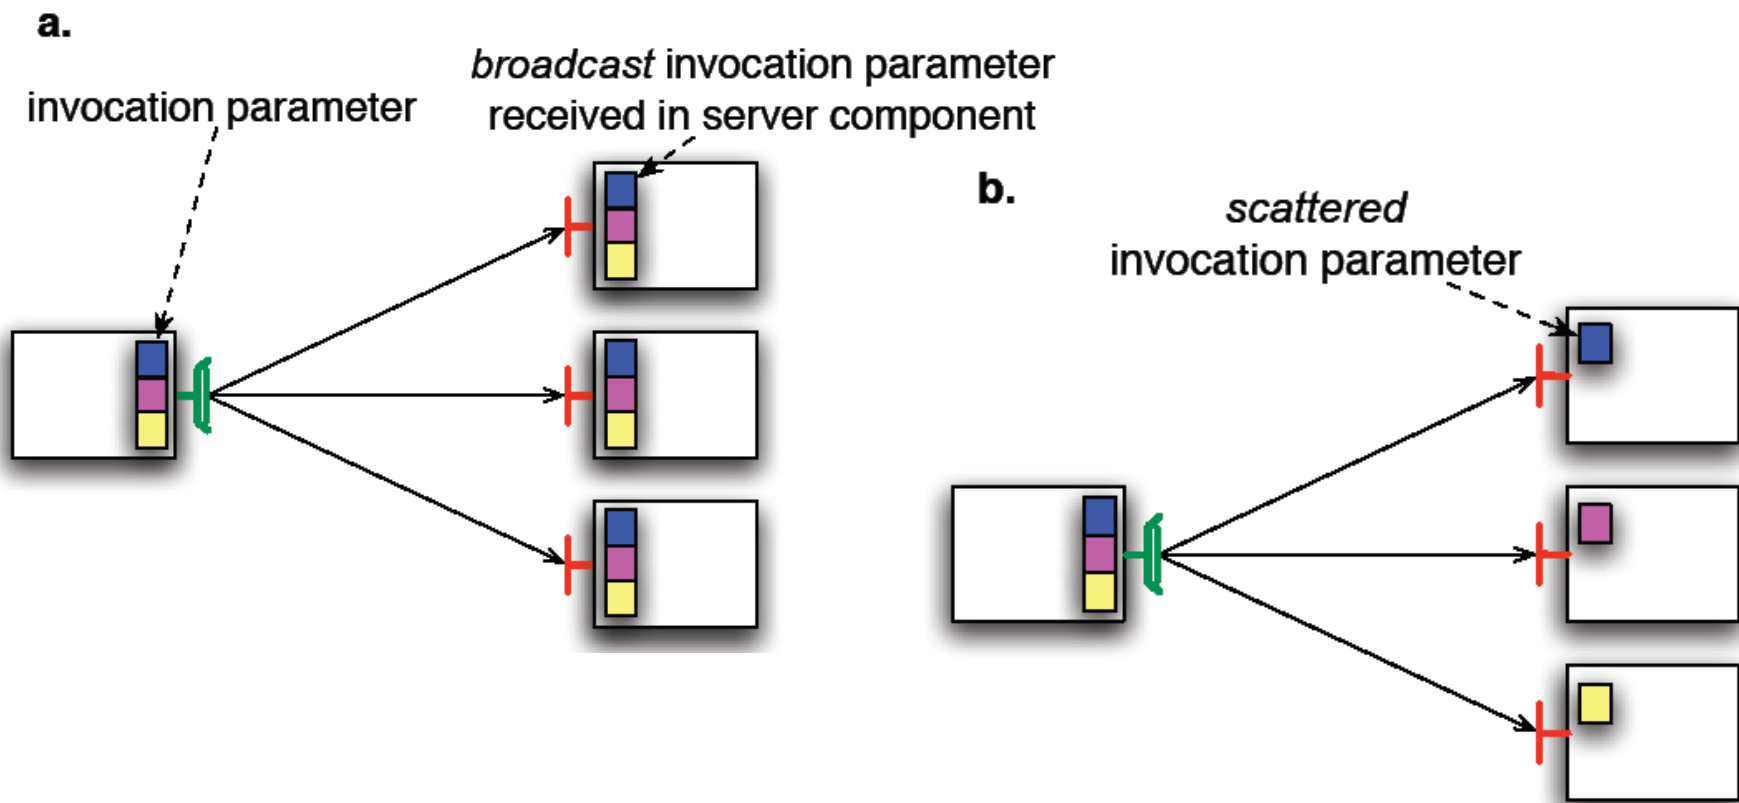 a.
invocation parameter
broadcast invocation parameter
received in server component
b.
scattered
invocation parameter